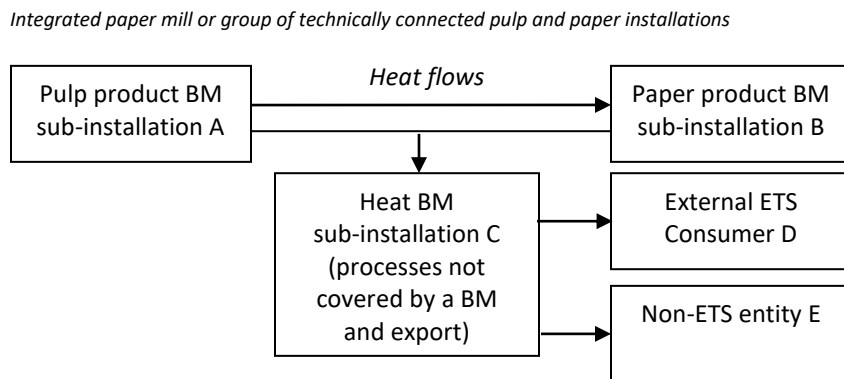 Integrated paper mill or group of technically connected pulp and paper installations
Heat flows
Pulp product BM
sub-installation A
Paper product BM
sub-installation B
Heat BM
sub-installation C
(processes not
covered by a BM
and export)
External ETS
Consumer D
Non-ETS entity E